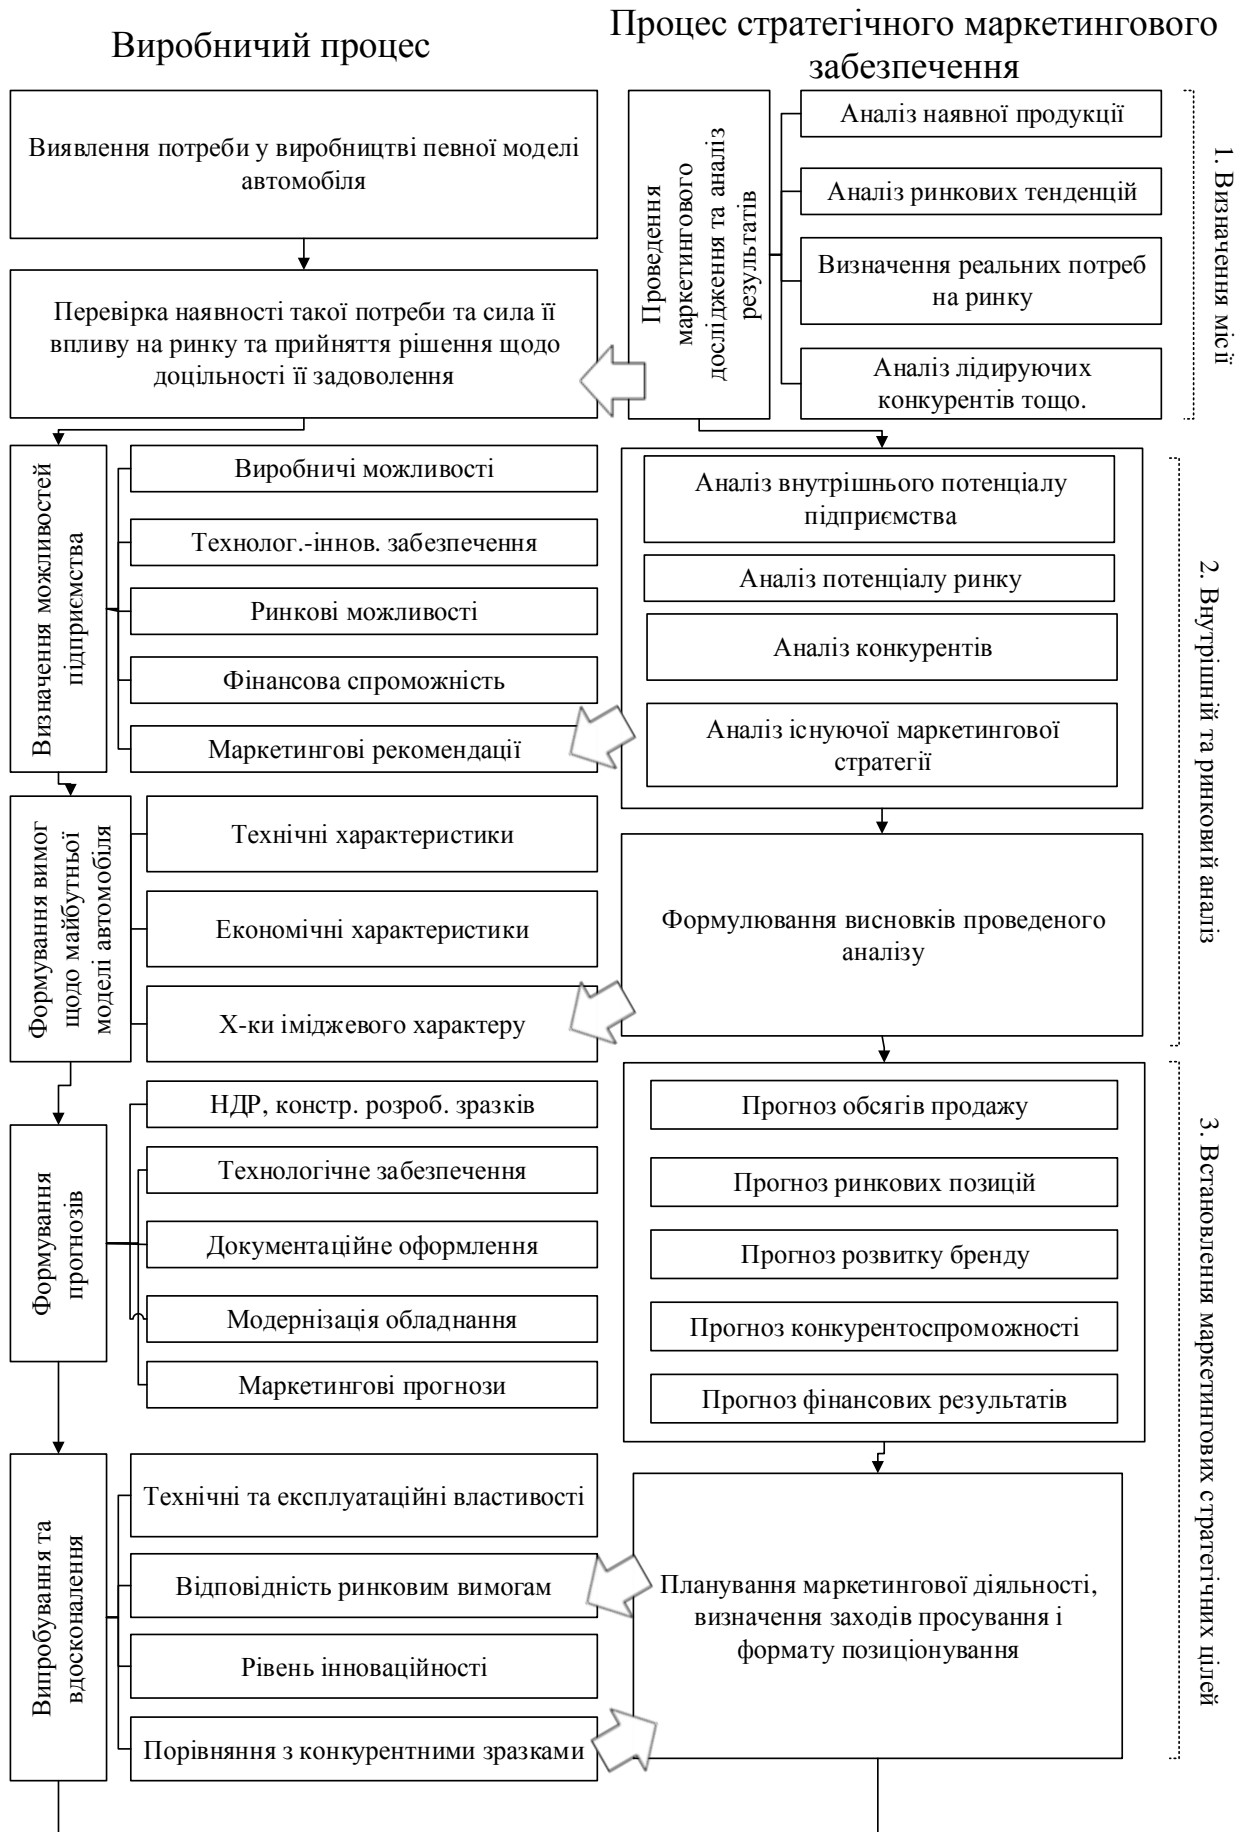 Виробничий процес
Процес стратегічного маркетингового
забезпечення
Виявлення потреби у виробництві певної моделі
автомобіля
Перевірка наявності такої потреби та сила її
впливу на ринку та прийняття рішення щодо
доцільності її задоволення
Проведення
маркетингового
дослідження та аналіз
результатів
Аналіз наявної продукції
Аналіз ринкових тенденцій
Визначення реальних потреб
на ринку
Аналіз лідируючих
конкурентів тощо.
1. Визначення місії
Визначення можливостей
підприємства
Виробничі можливості
Технолог.-іннов. забезпечення
Ринкові можливості
Фінансова спроможність
Маркетингові рекомендації
Аналіз внутрішнього потенціалу
підприємства
Аналіз потенціалу ринку
Аналіз конкурентів
Аналіз існуючої маркетингової
стратегії
2. Внутрішній та ринковий аналіз
Формування вимог
щодо майбутньої
моделі автомобіля
Технічні характеристики
Економічні характеристики
Х-ки іміджевого характеру
Формулювання висновків проведеного
аналізу
Формування
прогнозів
НДР, констр. розроб. зразків
Технологічне забезпечення
Документаційне оформлення
Модернізація обладнання
Маркетингові прогнози
Прогноз обсягів продажу
Прогноз ринкових позицій
Прогноз розвитку бренду
Прогноз конкурентоспроможності
Прогноз фінансових результатів
3. Встановлення маркетингових стратегічних цілей
Випробування та
вдосконалення
Технічні та експлуатаційні властивості
Відповідність ринковим вимогам
Рівень інноваційності
Порівняння з конкурентними зразками
Планування маркетингової діяльності,
визначення заходів просування і
формату позиціонування